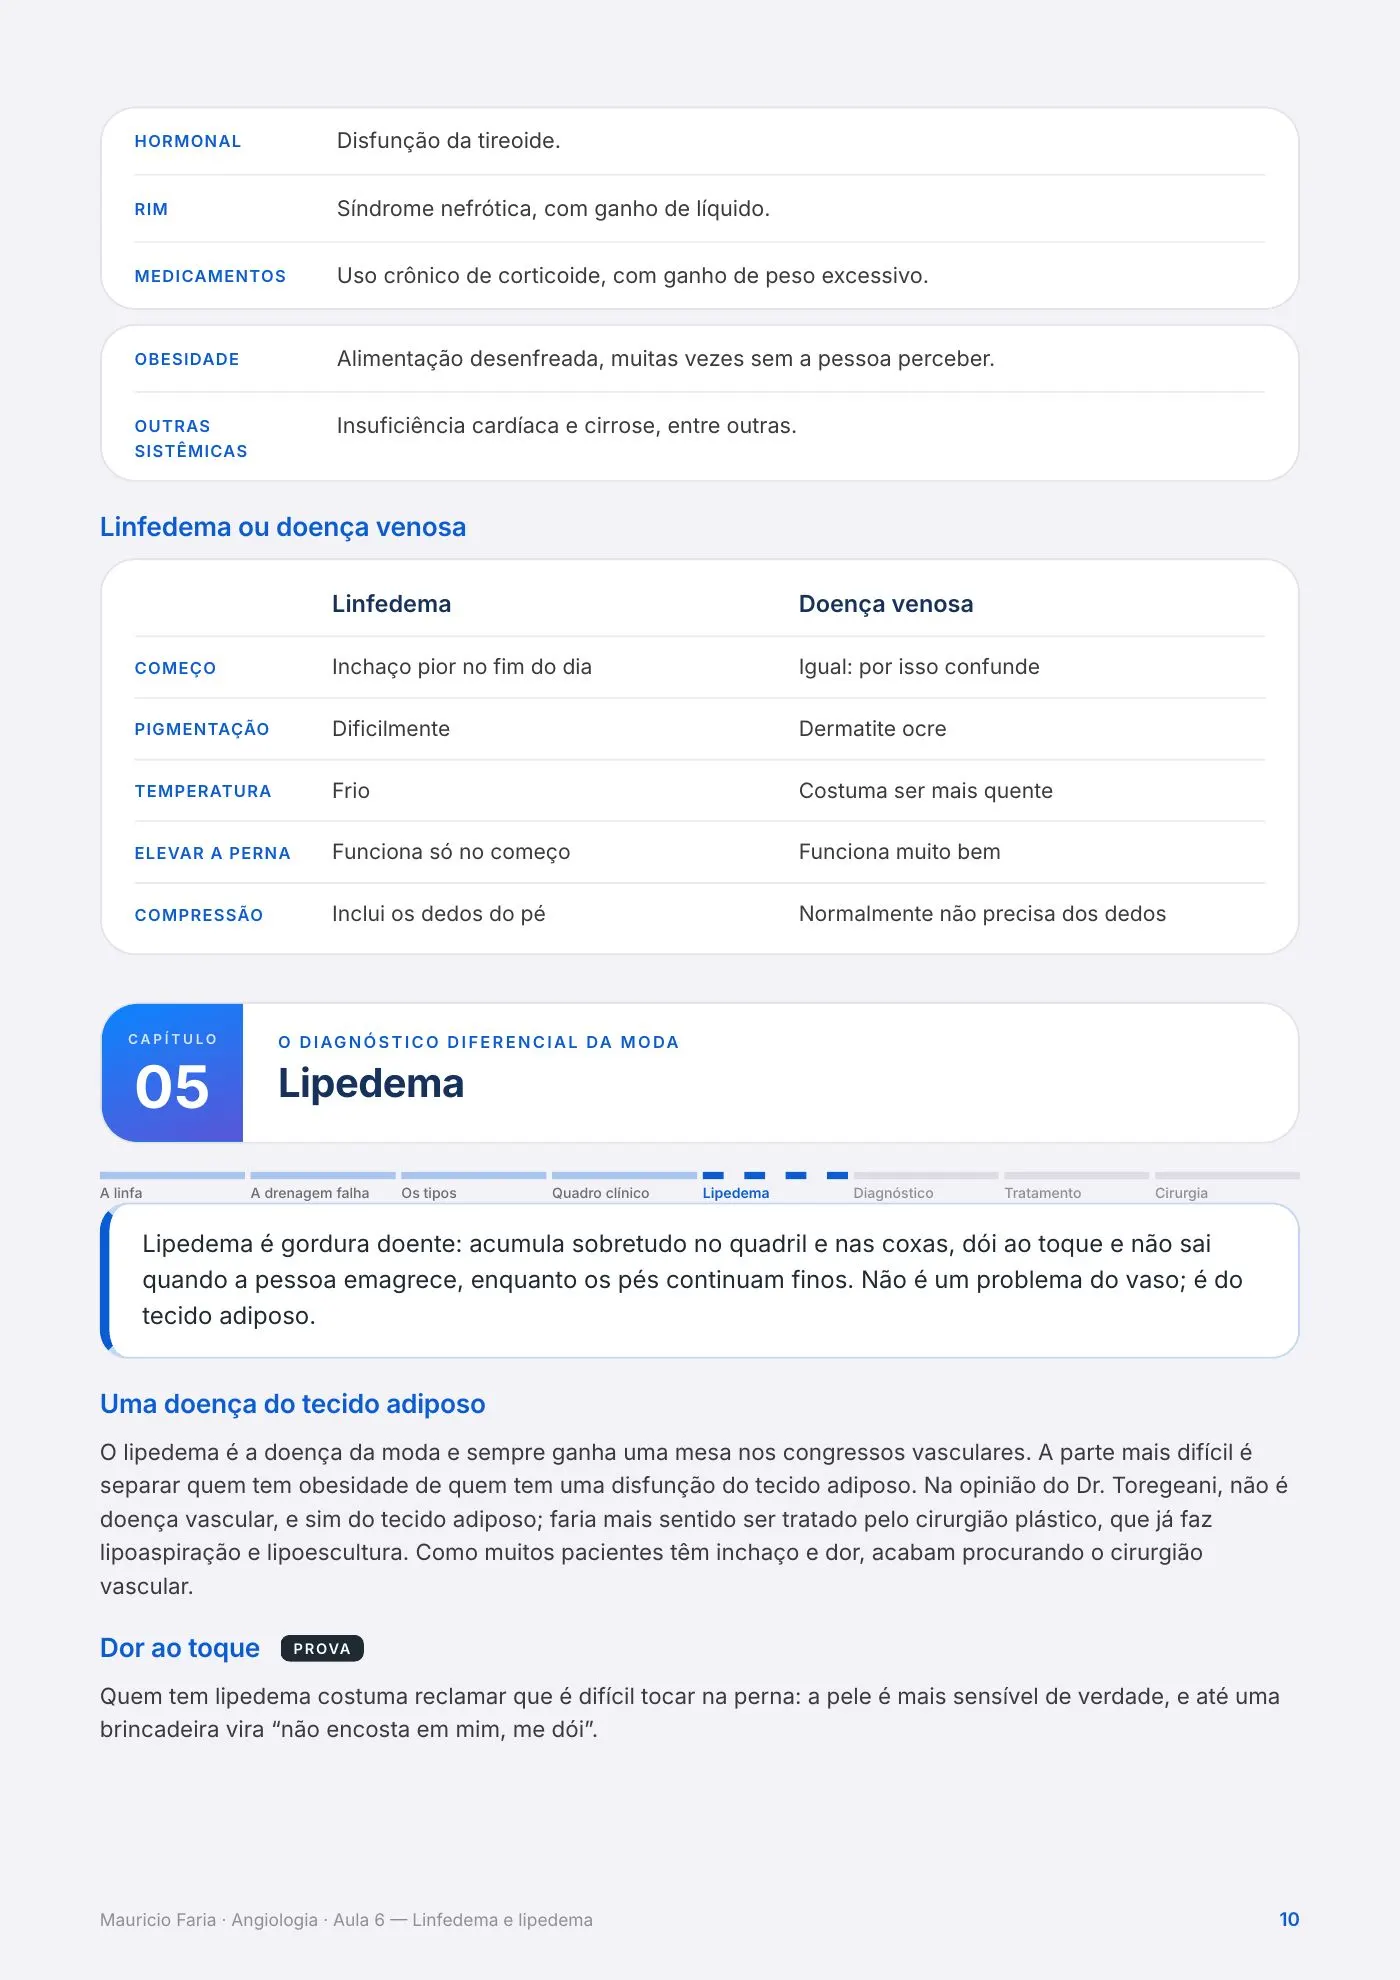 HORMONAL Disfunção da tireoide.
RIM Síndrome nefrótica, com ganho de líquido.
MEDICAMENTOS Uso crônico de corticoide, com ganho de peso excessivo.
OBESIDADE Alimentação desenfreada, muitas vezes sem a pessoa perceber.
OUTRAS SISTÊMICAS Insuficiência cardíaca e cirrose, entre outras.
Linfedema ou doença venosa
Linfedema Doença venosa
COMEÇO Inchaço pior no fim do dia Igual: por isso confunde
PIGMENTAÇÃO Dificilmente Dermatite ocre
TEMPERATURA Frio Costuma ser mais quente
ELEVAR A PERNA Funciona só no começo Funciona muito bem
COMPRESSÃO Inclui os dedos do pé Normalmente não precisa dos dedos
CAPÍTULO
05
O DIAGNÓSTICO DIFERENCIAL DA MODA
Lipedema
A linfa A drenagem falha Os tipos Quadro clínico Lipedema Diagnóstico Tratamento Cirurgia
Lipedema é gordura doente: acumula sobretudo no quadril e nas coxas, dói ao toque e não sai
quando a pessoa emagrece, enquanto os pés continuam finos. Não é um problema do vaso; é do
tecido adiposo.
Uma doença do tecido adiposo
O lipedema é a doença da moda e sempre ganha uma mesa nos congressos vasculares. A parte mais difícil é
separar quem tem obesidade de quem tem uma disfunção do tecido adiposo. Na opinião do Dr. Toregeani, não é
doença vascular, e sim do tecido adiposo; faria mais sentido ser tratado pelo cirurgião plástico, que já faz
lipoaspiração e lipoescultura. Como muitos pacientes têm inchaço e dor, acabam procurando o cirurgião
vascular.
Dor ao toque PROVA
Quem tem lipedema costuma reclamar que é difícil tocar na perna: a pele é mais sensível de verdade, e até uma
brincadeira vira “não encosta em mim, me dói”.
Mauricio Faria · Angiologia · Aula 6 — Linfedema e lipedema 10